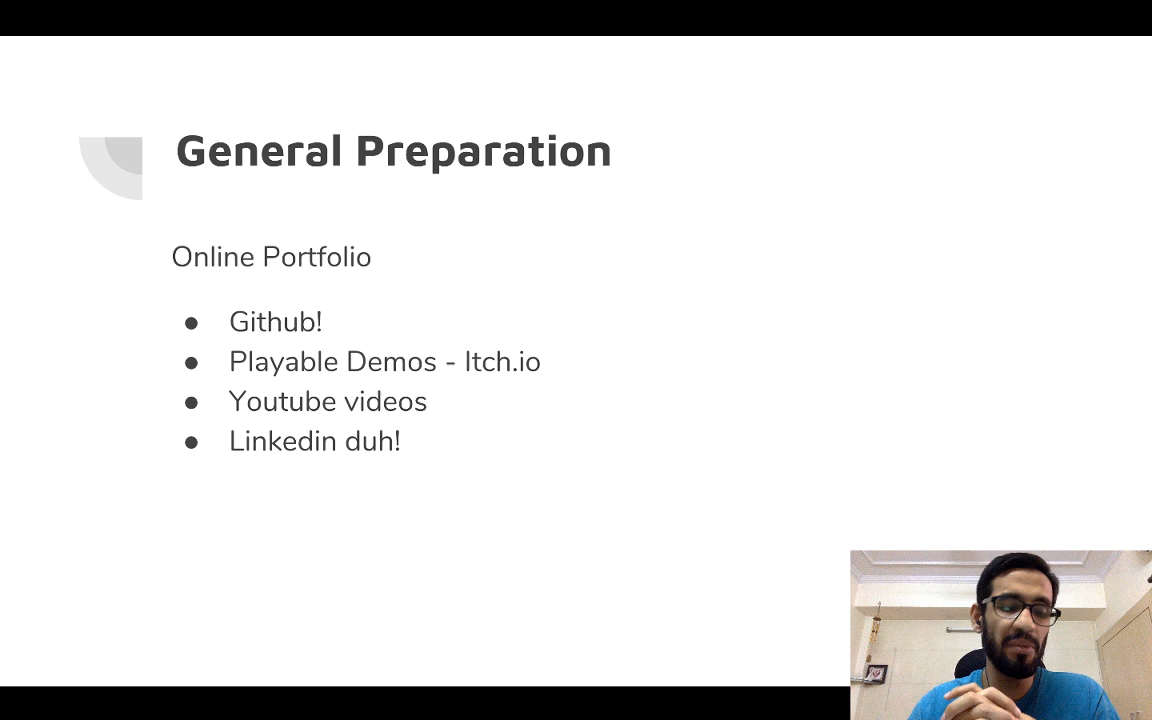 General Preparation
Online Portfolio
● Github!
● Playable Demos - Itch.io
● Youtube videos
● Linkedin duh!